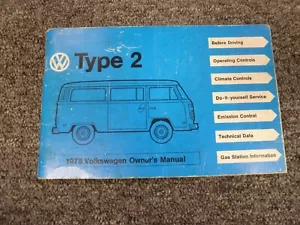 VW
Type 2
Before Driving
Operating Controls
Climate Controls
Do-it-yourself Service
Emission Control
Technical Data
Gas Station Information
1978 Volkswagen Owner's Manual